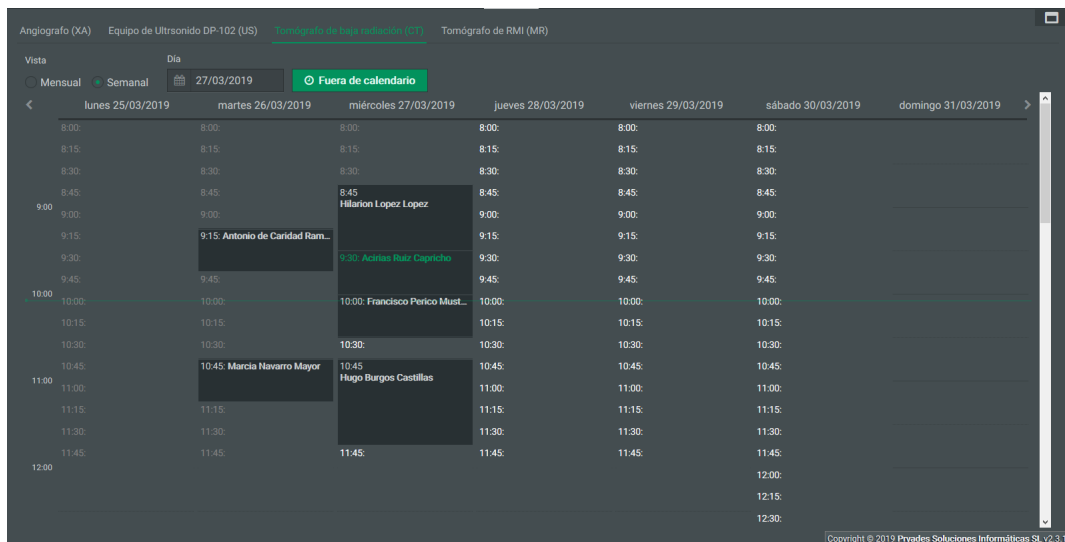 Angiografo (XA) Equipo de Ultrsonido DP-102 (US) Tomógrafo de baja radiación (CT) Tomógrafo de RMI (MR)
Vista Día
Mensual Semanal 27/03/2019 Fuera de calendario
lunes 25/03/2019 martes 26/03/2019 miércoles 27/03/2019 jueves 28/03/2019 viernes 29/03/2019 sábado 30/03/2019 domingo 31/03/2019
8:00: 8:00: 8:00: 8:00: 8:00: 8:00:
8:15: 8:15: 8:15: 8:15: 8:15: 8:15:
8:30: 8:30: 8:30: 8:30: 8:30: 8:30:
8:45: 8:45: 8:45 8:45: 8:45: 8:45:
Hilarion Lopez Lopez
9:00 9:00: 9:00: 9:00: 9:00: 9:00:
9:15: 9:15: Antonio de Caridad Ram... 9:15: 9:15: 9:15:
9:30: 9:30: Acirias Ruiz Capricho 9:30: 9:30: 9:30:
9:45: 9:45: 9:45: 9:45: 9:45:
10:00 10:00: 10:00: 10:00: Francisco Perico Must... 10:00: 10:00: 10:00:
10:15: 10:15: 10:15: 10:15: 10:15:
10:30: 10:30: 10:30: 10:30: 10:30: 10:30:
10:45: 10:45: Marcia Navarro Mayor 10:45 10:45: 10:45: 10:45:
Hugo Burgos Castillas
11:00 11:00: 11:00: 11:00: 11:00:
11:15: 11:15: 11:15: 11:15: 11:15:
11:30: 11:30: 11:30: 11:30: 11:30:
11:45: 11:45: 11:45: 11:45: 11:45: 11:45:
12:00 12:00:
12:15:
12:30:
Copyright © 2019 Prvades Soluciones Informáticas SL v2.3.1